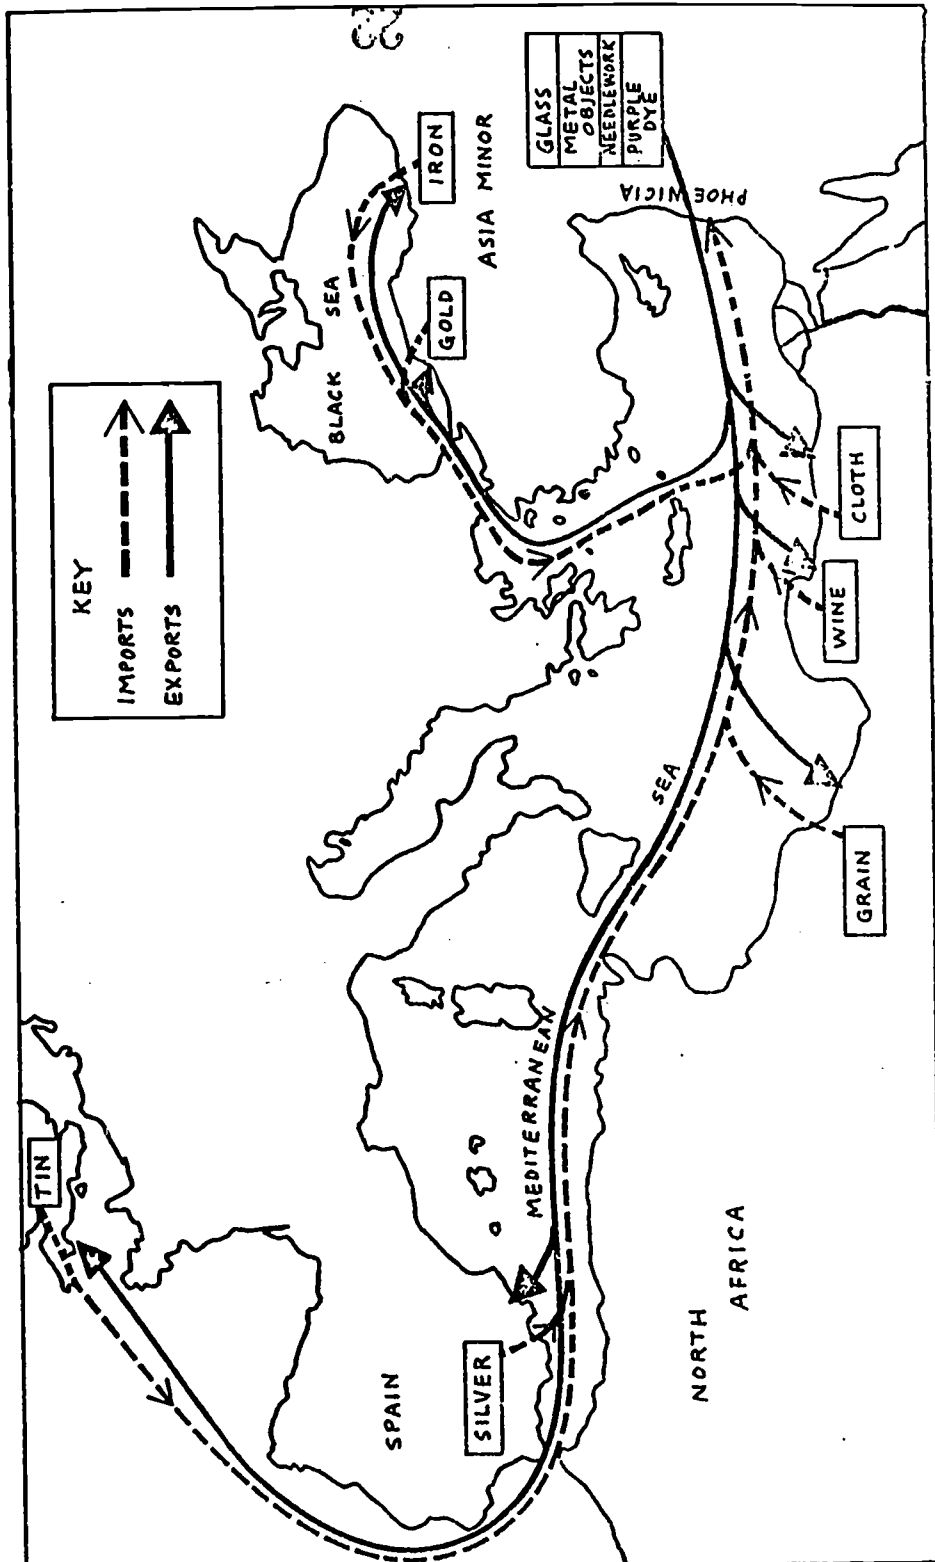 22
KEY
IMPORTS
EXPORTS
TIN
SPAIN
SILVER
NORTH
AFRICA
MEDITERRANEAN
SEA
GRAIN
WINE
CLOTH
BLACK
SEA
GOLD
IRON
ASIA MINOR
PHOENICIA
GLASS
METAL
OBJECTS
NEEDLEWORK
PURPLE
DYE